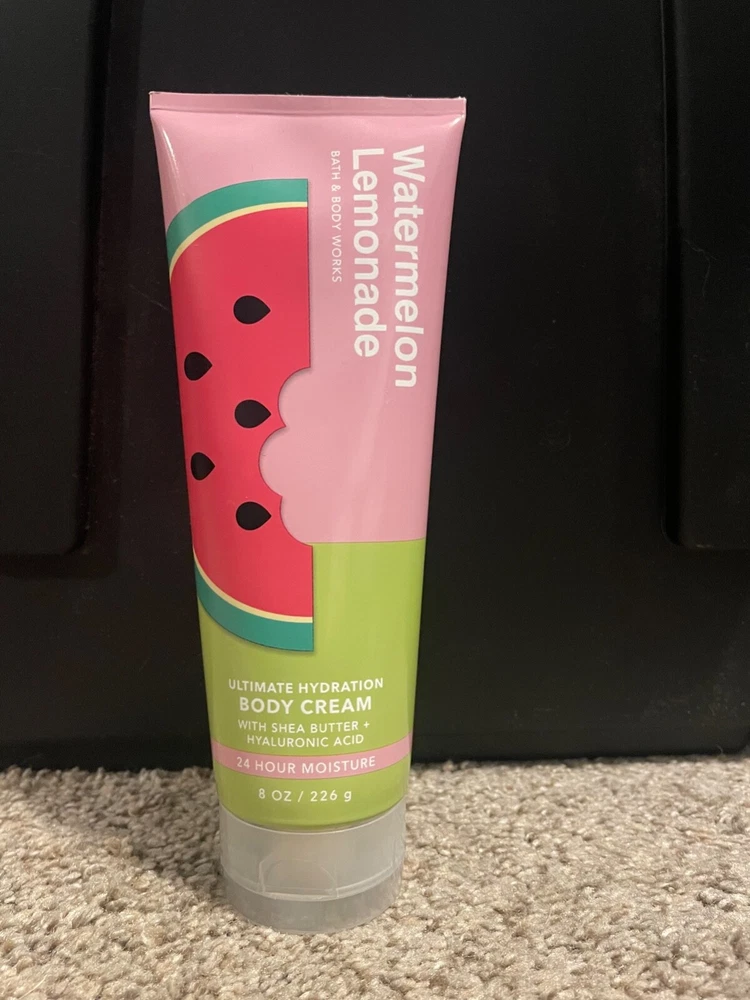 Watermelon
Lemonade
BATH & BODY WORKS
ULTIMATE HYDRATION
BODY CREAM
WITH SHEA BUTTER +
HYALURONIC ACID
24 HOUR MOISTURE
8 OZ / 226 g